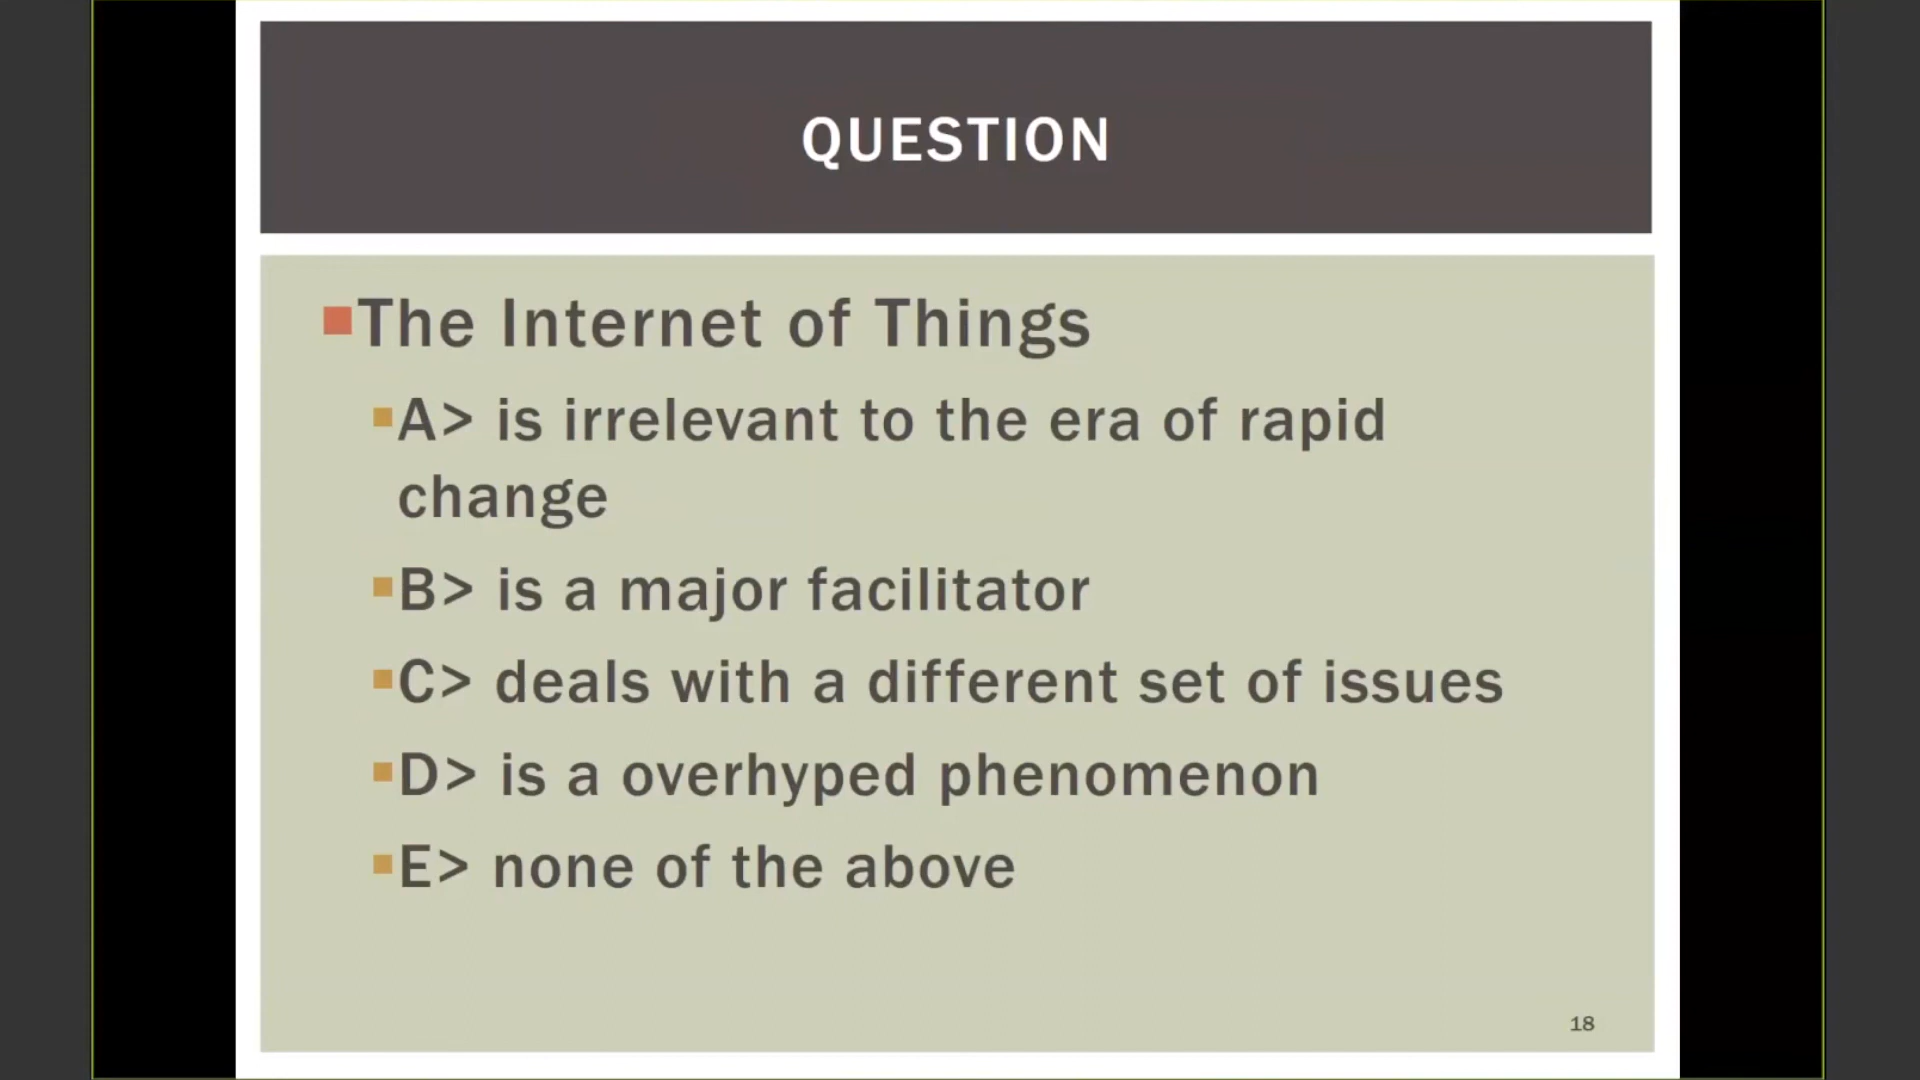 QUESTION
The Internet of Things
A> is irrelevant to the era of rapid
change
B> is a major facilitator
C> deals with a different set of issues
D> is a overhyped phenomenon
E> none of the above
18